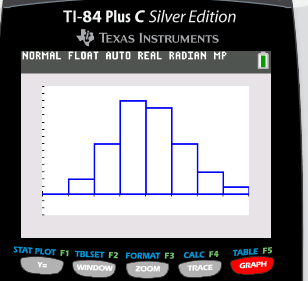 TI-84 Plus C Silver Edition
TEXAS INSTRUMENTS
NORMAL FLOAT AUTO REAL RADIAN MP
STAT PLOT F1 TBLSET F2 FORMAT F3 CALC F4 TABLE F5
Y= WINDOW ZOOM TRACE GRAPH